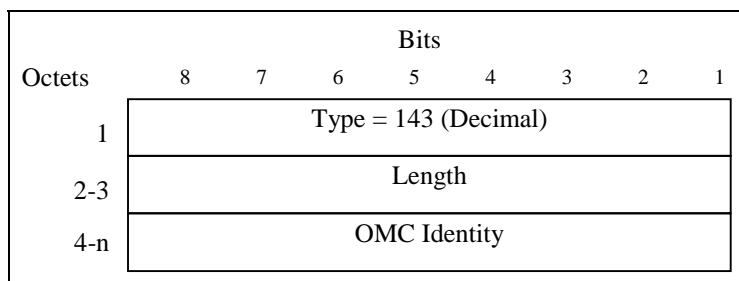 Bits
Octets 8 7 6 5 4 3 2 1
1 Type = 143 (Decimal)
2-3 Length
4-n OMC Identity